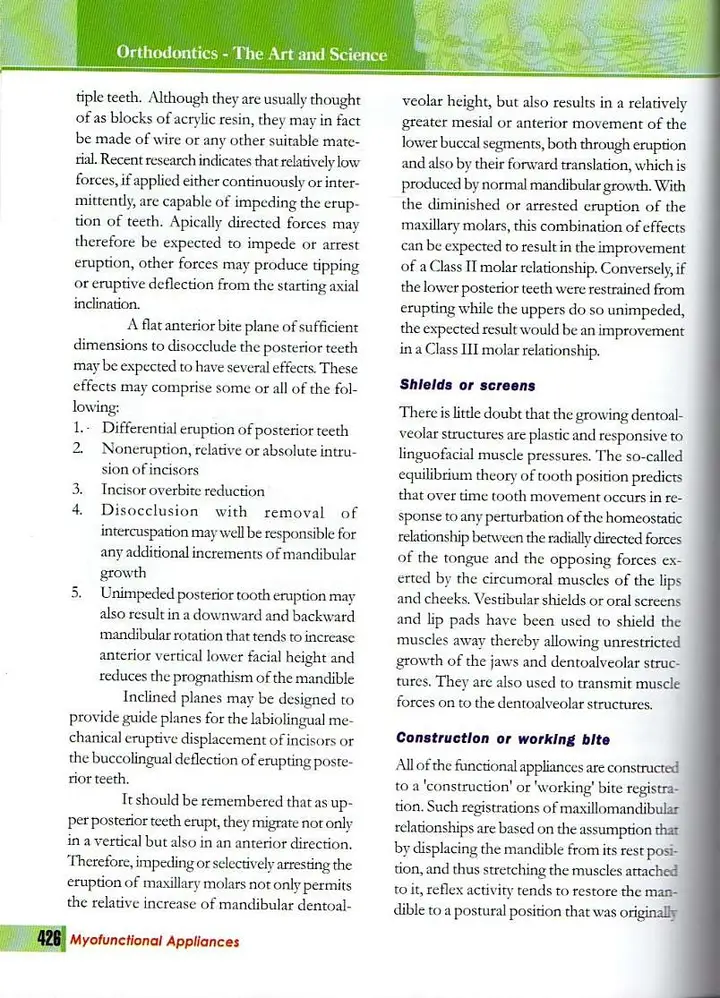 Orthodontics - The Art and Science
tiple teeth. Although they are usually thought
of as blocks of acrylic resin, they may in fact
be made of wire or any other suitable mate-
rial. Recent research indicates that relatively low
forces, if applied either continuously or inter-
mittently, are capable of impeding the erup-
tion of teeth. Apically directed forces may
therefore be expected to impede or arrest
eruption, other forces may produce tipping
or eruptive deflection from the starting axial
inclination.
A flat anterior bite plane of sufficient
dimensions to disocclude the posterior teeth
may be expected to have several effects. These
effects may comprise some or all of the fol-
lowing:
1. Differential eruption of posterior teeth
2. Noneruption, relative or absolute intru-
sion of incisors
3. Incisor overbite reduction
4. Disocclusion with removal of
intercuspation may well be responsible for
any additional increments of mandibular
growth
5. Unimpeded posterior tooth eruption may
also result in a downward and backward
mandibular rotation that tends to increase
anterior vertical lower facial height and
reduces the prognathism of the mandible
Inclined planes may be designed to
provide guide planes for the labiolingual me-
chanical eruptive displacement of incisors or
the buccolingual deflection of erupting poste-
rior teeth.
It should be remembered that as up-
per posterior teeth erupt, they migrate not only
in a vertical but also in an anterior direction.
Therefore, impeding or selectively arresting the
eruption of maxillary molars not only permits
the relative increase of mandibular dentoal-
veolar height, but also results in a relatively
greater mesial or anterior movement of the
lower buccal segments, both through eruption
and also by their forward translation, which is
produced by normal mandibular growth. With
the diminished or arrested eruption of the
maxillary molars, this combination of effects
can be expected to result in the improvement
of a Class II molar relationship. Conversely, if
the lower posterior teeth were restrained from
erupting while the uppers do so unimpeded,
the expected result would be an improvement
in a Class III molar relationship.
Shields or screens
There is little doubt that the growing dentoal-
veolar structures are plastic and responsive to
linguofacial muscle pressures. The so-called
equilibrium theory of tooth position predicts
that over time tooth movement occurs in re-
sponse to any perturbation of the homeostatic
relationship between the radially directed forces
of the tongue and the opposing forces ex-
erted by the circumoral muscles of the lips
and cheeks. Vestibular shields or oral screens
and lip pads have been used to shield the
muscles away thereby allowing unrestricted
growth of the jaws and dentoalveolar struc-
tures. They are also used to transmit muscle
forces on to the dentoalveolar structures.
Construction or working bite
All of the functional appliances are constructed
to a 'construction' or 'working' bite registra-
tion. Such registrations of maxillomandibular
relationships are based on the assumption that
by displacing the mandible from its rest posi-
tion, and thus stretching the muscles attached
to it, reflex activity tends to restore the man-
dible to a postural position that was originally
426 Myofunctional Appliances